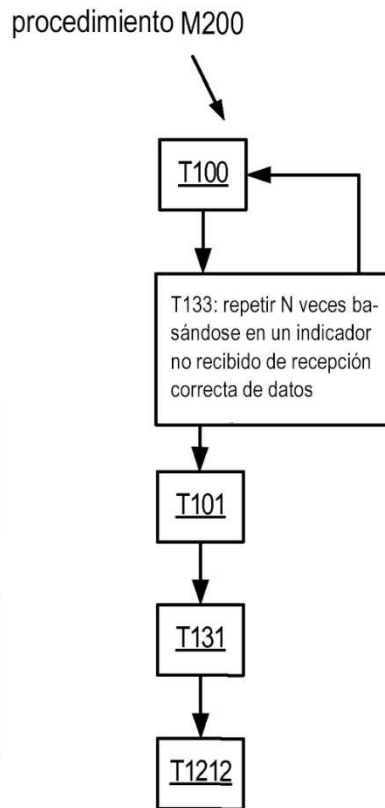 procedimiento M200
T100
T133: repetir N veces ba-
sándose en un indicador
no recibido de recepción
correcta de datos
T101
T131
T1212